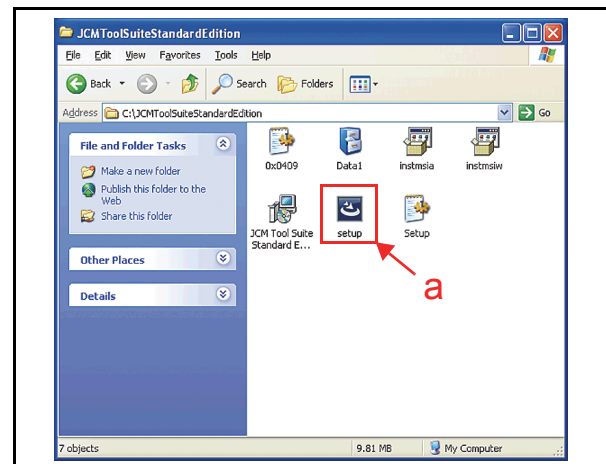 JCMToolSuiteStandardEdition
File Edit View Favorites Tools Help
Back Search Folders
Address C:\JCMToolSuiteStandardEdition Go
File and Folder Tasks
Make a new folder
Publish this folder to the
Web
Share this folder
Other Places
Details
0x0409 Data1 instmsia instmsiw
JCM Tool Suite
Standard E...
setup Setup
a
7 objects 9.81 MB My Computer